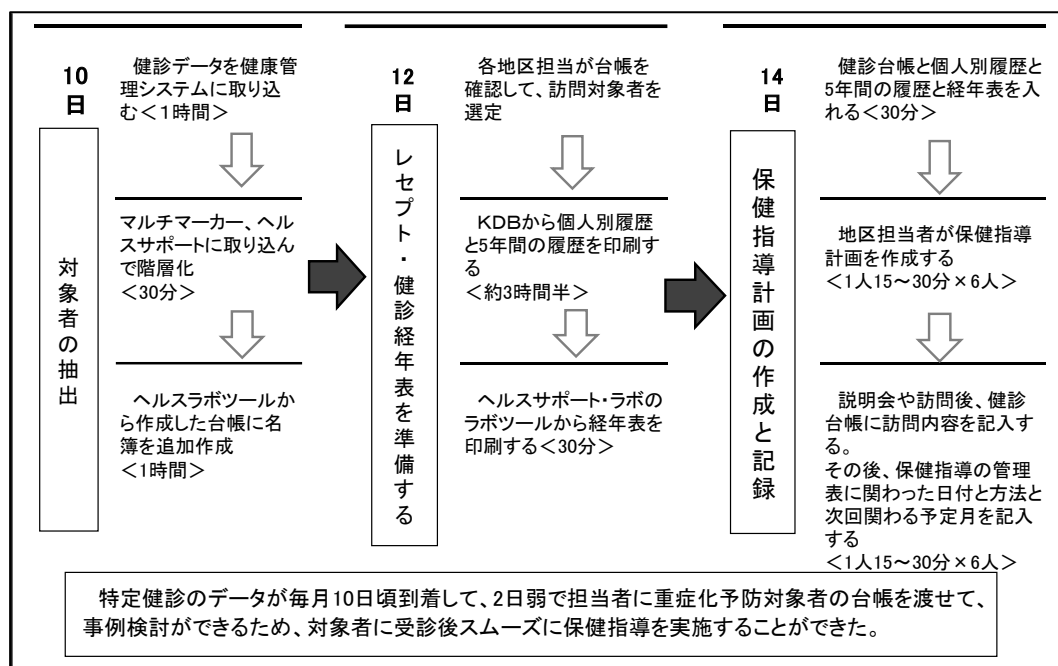 10日
対象者の抽出
健診データを健康管
理システムに取り込
む<1時間>
マルチマーカー、ヘル
スサポートに取り込ん
で階層化
<30分>
ヘルスラボツールか
ら作成した台帳に名
簿を追加作成
<1時間>
12日
レセプト・健診経年表を準備する
各地区担当が台帳を
確認して、訪問対象者を
選定
KDBから個人別履歴
と5年間の履歴を印刷す
る
<約3時間半>
ヘルスサポート・ラボの
ラボツールから経年表を
印刷する<30分>
14日
保健指導計画の作成と記録
健診台帳と個人別履歴と
5年間の履歴と経年表を入
れる<30分>
地区担当者が保健指導
計画を作成する
<1人15~30分×6人>
説明会や訪問後、健診
台帳に訪問内容を記入す
る。
その後、保健指導の管理
表に関わった日付と方法と
次回関わる予定月を記入
する
<1人15~30分×6人>
特定健診のデータが毎月10日頃到着して、2日弱で担当者に重症化予防対象者の台帳を渡せて、
事例検討ができるため、対象者に受診後スムーズに保健指導を実施することができた。